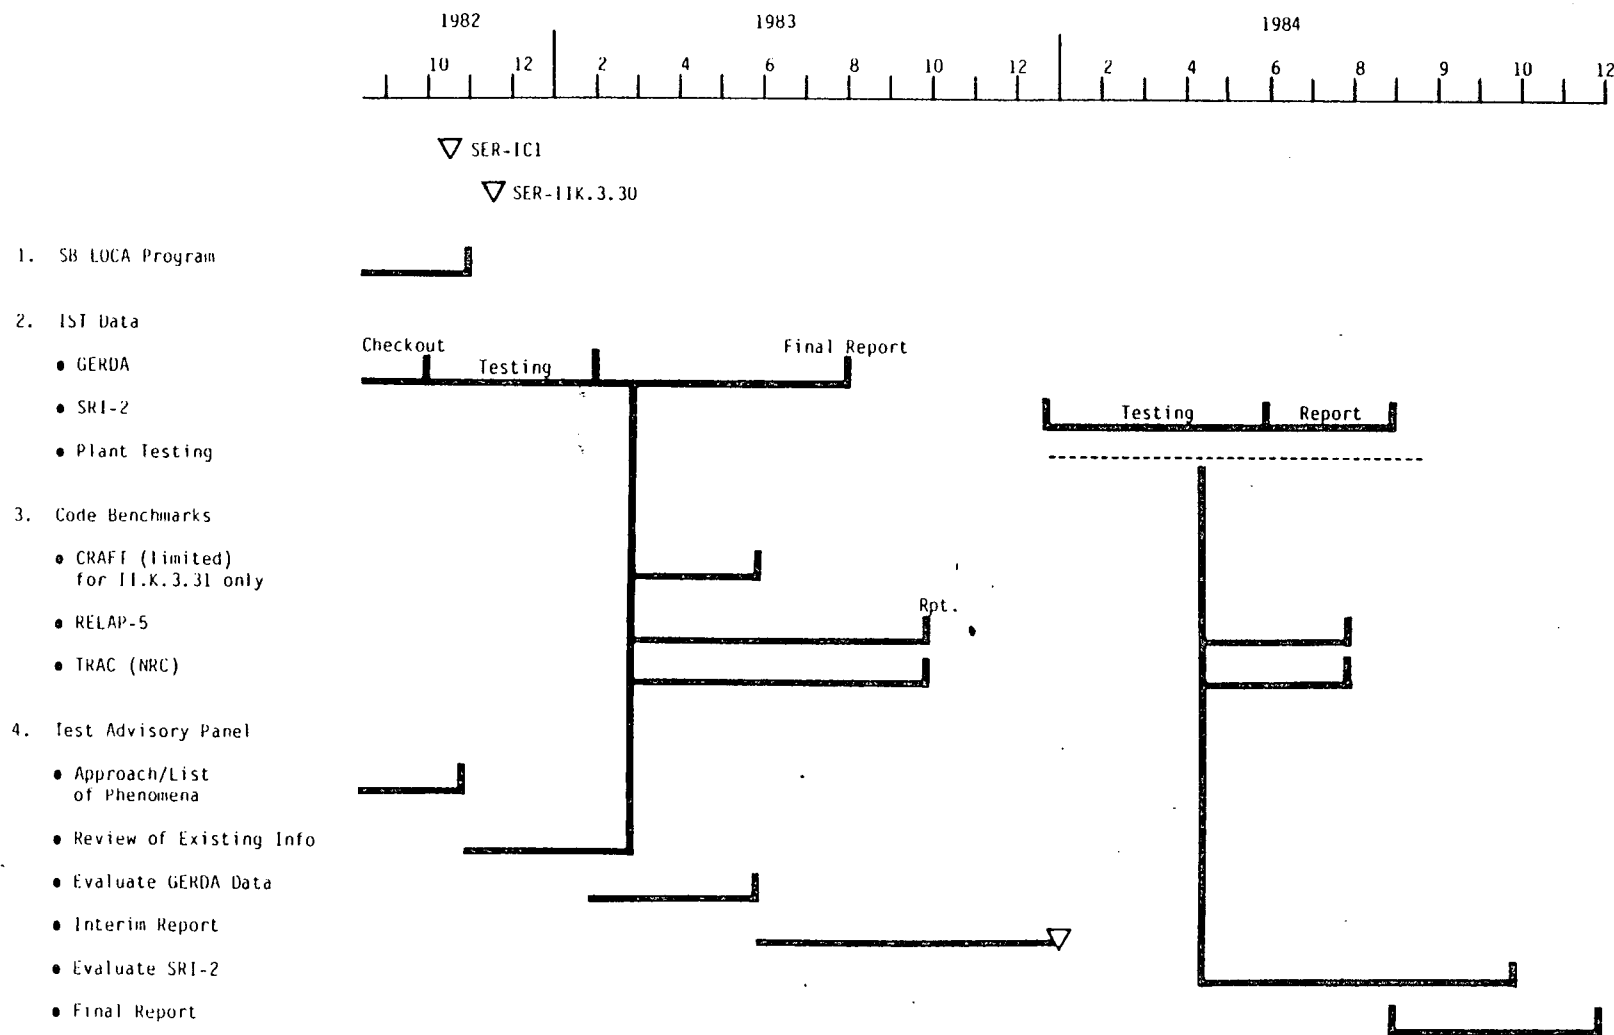 1982 1983 1984
10 12 2 4 6 8 10 12 2 4 6 8 9 10 12
SER-IC1
SER-IIK.3.30
1. SB LOCA Program
2. IST Data
Checkout Final Report
• GERDA Testing
• SRI-2 Testing Report
• Plant Testing
3. Code Benchmarks
• CRAFT (limited)
for II.K.3.31 only
Rpt.
• RELAP-5
• TRAC (NRC)
4. Test Advisory Panel
• Approach/List
of Phenomena
• Review of Existing Info
• Evaluate GERDA Data
• Interim Report
• Evaluate SRI-2
• Final Report